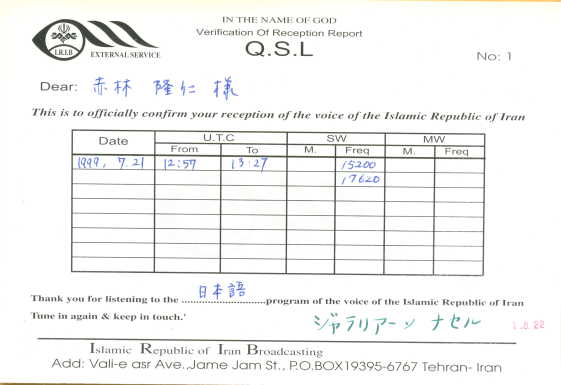 IN THE NAME OF GOD
Verification Of Reception Report
Q.S.L
I.R.I.B
EXTERNAL SERVICE
No: 1
Dear: 赤林 隆仁 様
This is to officially confirm your reception of the voice of the Islamic Republic of Iran
Date U.T.C SW MW
From To M. Freq M. Freq
1999, 7.21 12:57 13:27 15200
17620
Thank you for listening to the 日本語 program of the voice of the Islamic Republic of Iran
Tune in again & keep in touch.'
ジャラリアーン ナセル
Islamic Republic of Iran Broadcasting
Add: Vali-e asr Ave.,Jame Jam St., P.O.BOX19395-6767 Tehran- Iran